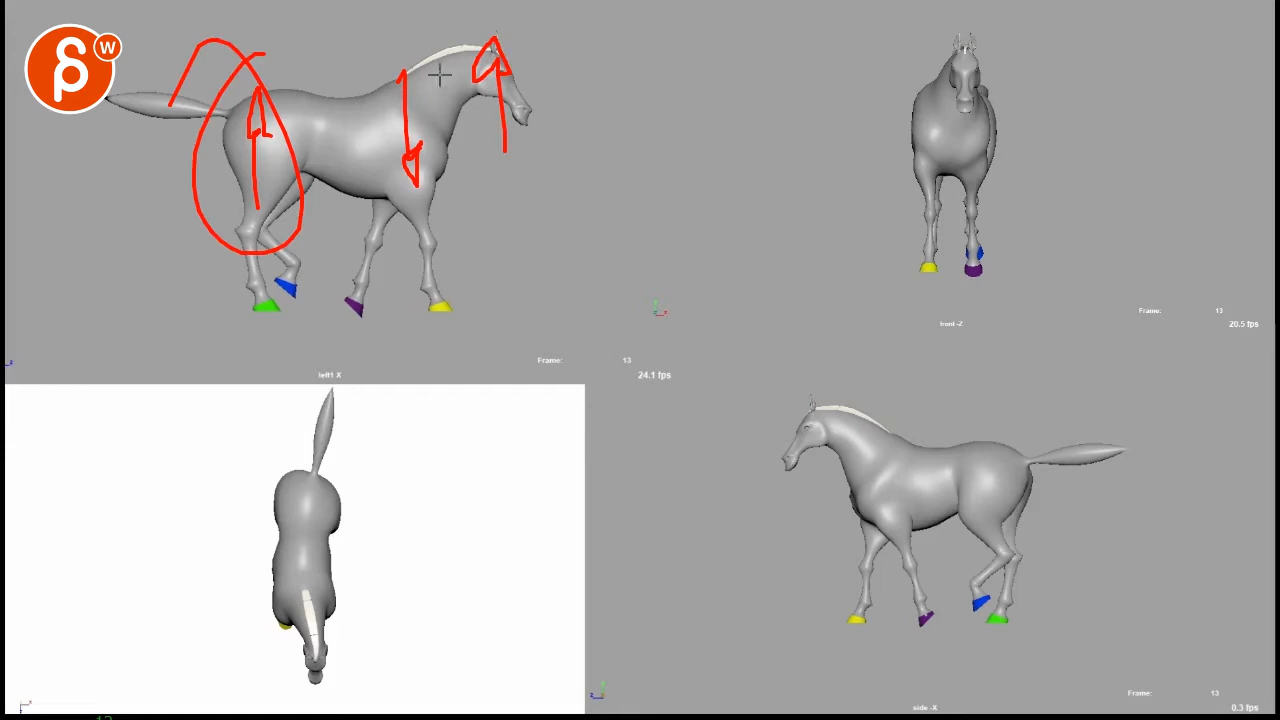 W
Frame: 13
front -Z
20.5 fps
Frame: 13
left1 X
24.1 fps
Frame: 13
side -X
0.3 fps